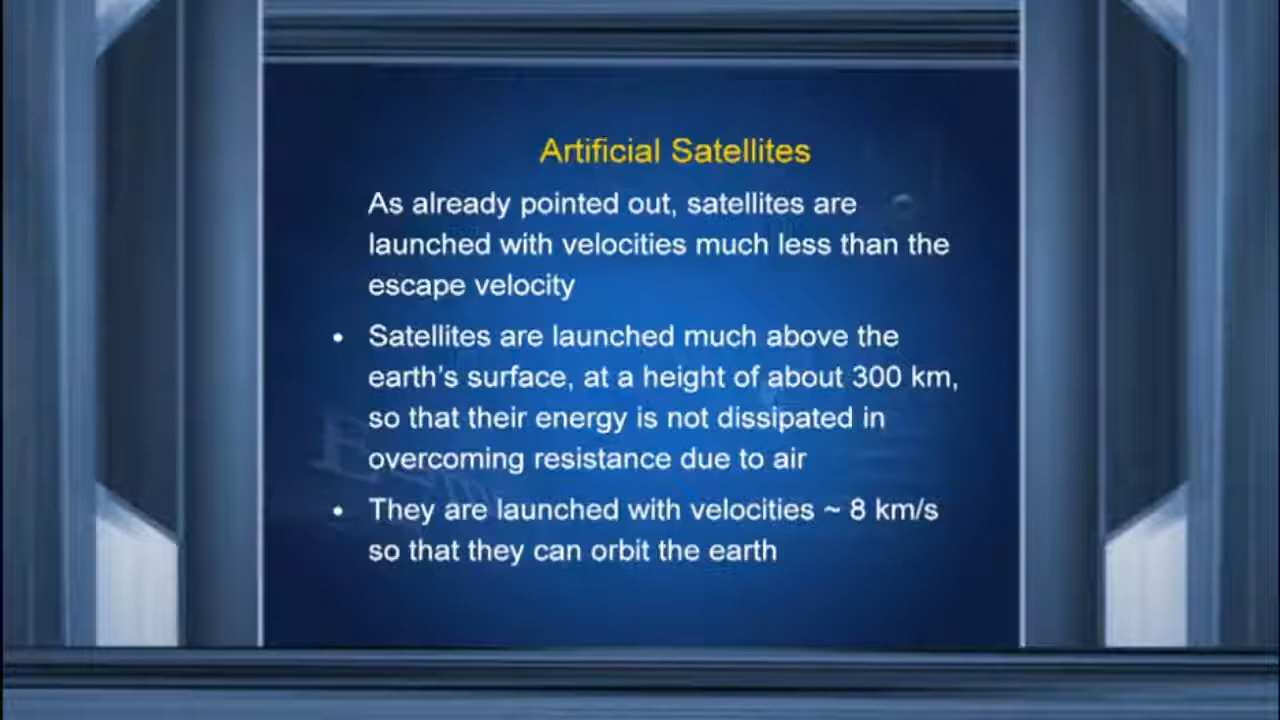 Artificial Satellites
As already pointed out, satellites are
launched with velocities much less than the
escape velocity
• Satellites are launched much above the
earth's surface, at a height of about 300 km,
so that their energy is not dissipated in
overcoming resistance due to air
• They are launched with velocities ~ 8 km/s
so that they can orbit the earth